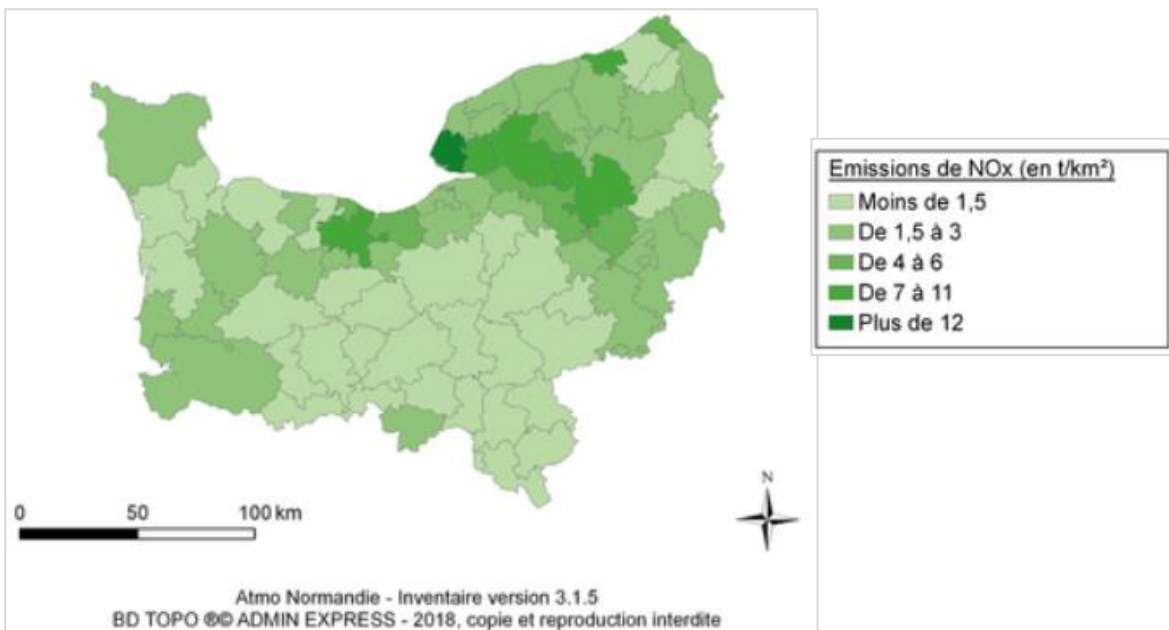 Emissions de NOx (en t/km²)
Moins de 1,5
De 1,5 à 3
De 4 à 6
De 7 à 11
Plus de 12
N
0 50 100 km
Atmo Normandie - Inventaire version 3.1.5
BD TOPO ®© ADMIN EXPRESS - 2018, copie et reproduction interdite